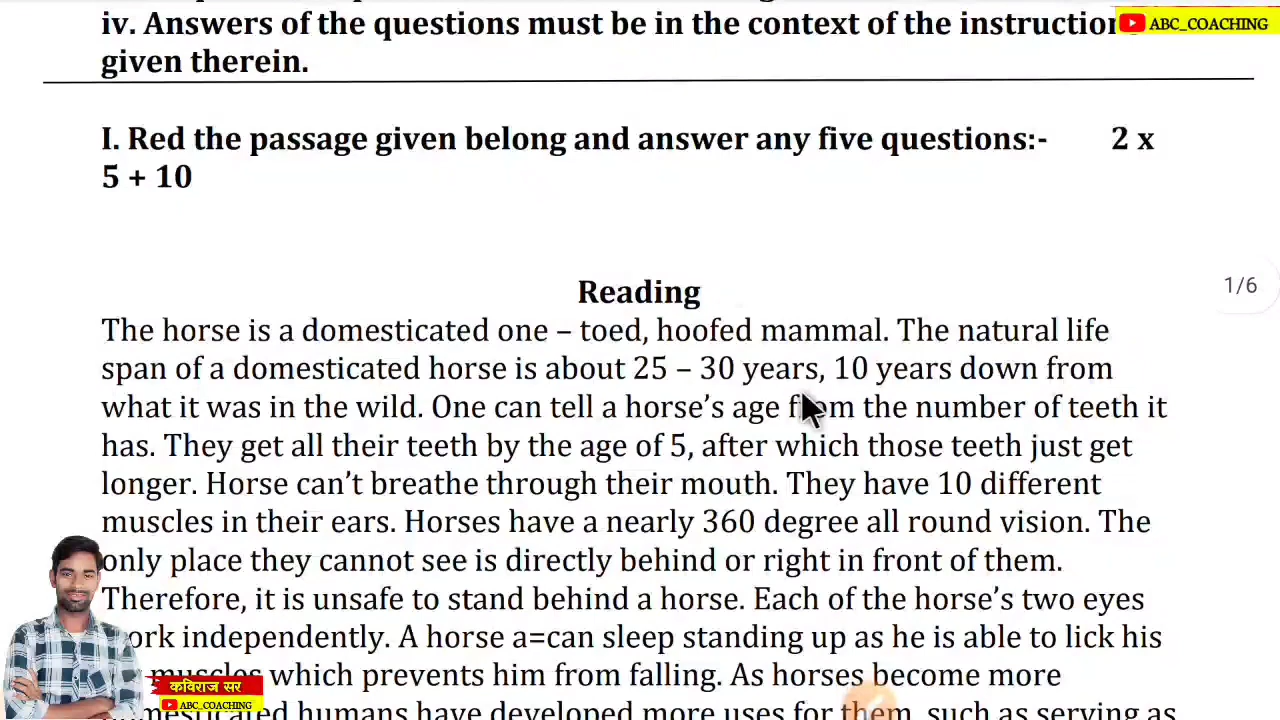 iv. Answers of the questions must be in the context of the instruction
ABC_COACHING
given therein.
I. Red the passage given belong and answer any five questions:- 2 x
5 + 10
1/6
Reading
The horse is a domesticated one – toed, hoofed mammal. The natural life
span of a domesticated horse is about 25 – 30 years, 10 years down from
what it was in the wild. One can tell a horse's age from the number of teeth it
has. They get all their teeth by the age of 5, after which those teeth just get
longer. Horse can't breathe through their mouth. They have 10 different
muscles in their ears. Horses have a nearly 360 degree all round vision. The
only place they cannot see is directly behind or right in front of them.
Therefore, it is unsafe to stand behind a horse. Each of the horse's two eyes
work independently. A horse a=can sleep standing up as he is able to lick his
muscles which prevents him from falling. As horses become more
domesticated humans have developed more uses for them, such as serving as
कविराज सर
ABC_COACHING